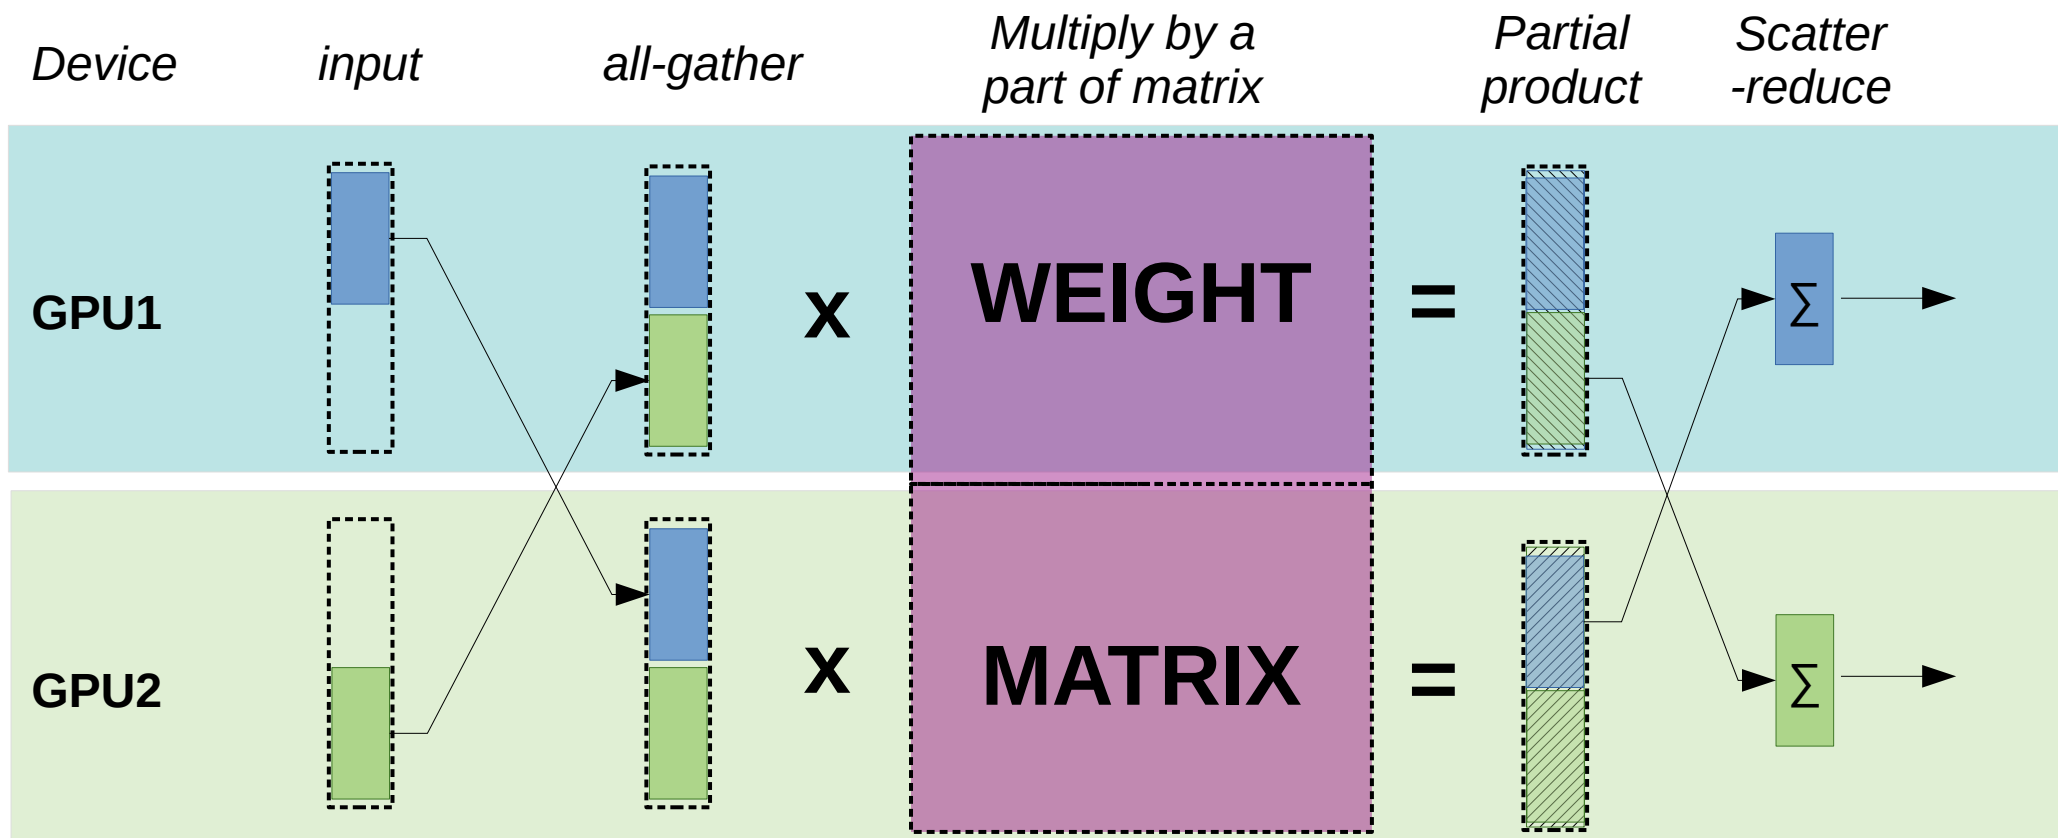 Device
input
all-gather
Multiply by a
part of matrix
Partial
product
Scatter
-reduce
GPU1
x
WEIGHT
=
∑
GPU2
x
MATRIX
=
∑